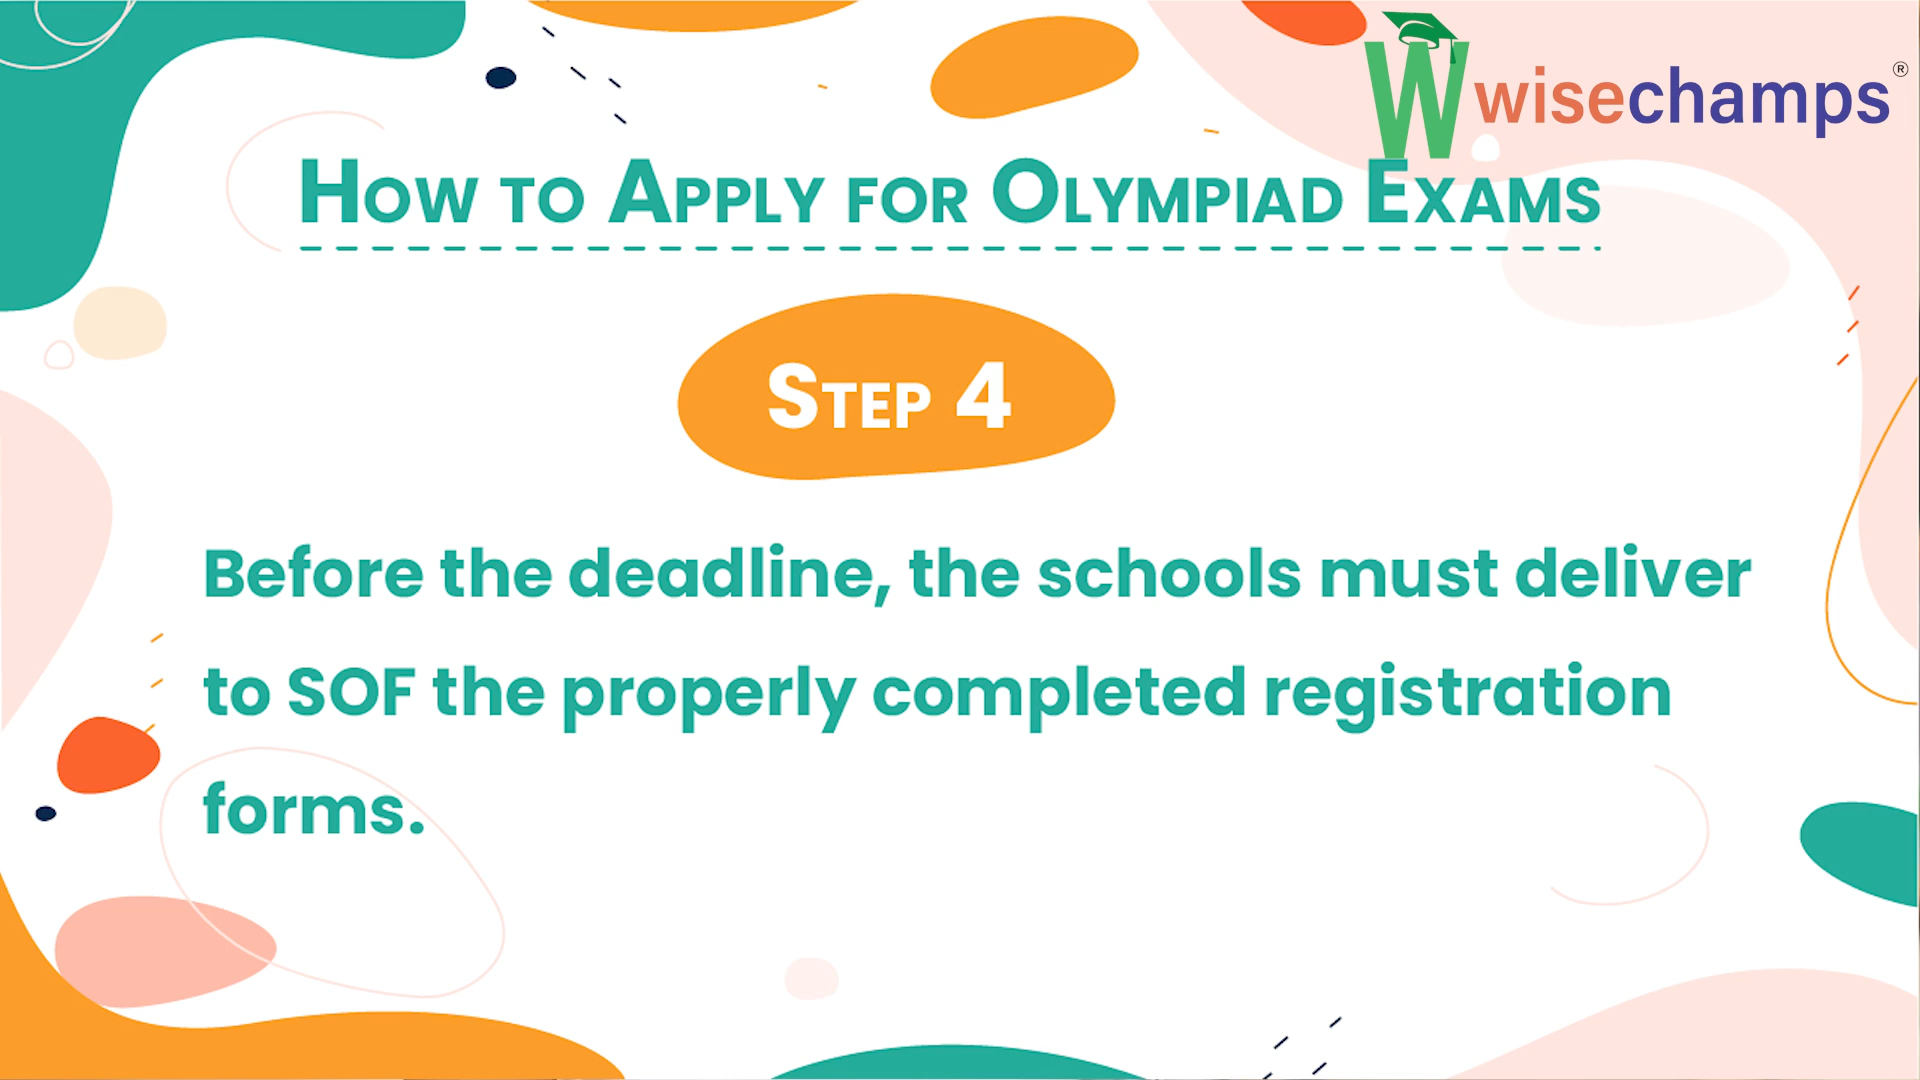 wisechamps®
How to Apply for Olympiad Exams
Step 4
Before the deadline, the schools must deliver
to SOF the properly completed registration
forms.